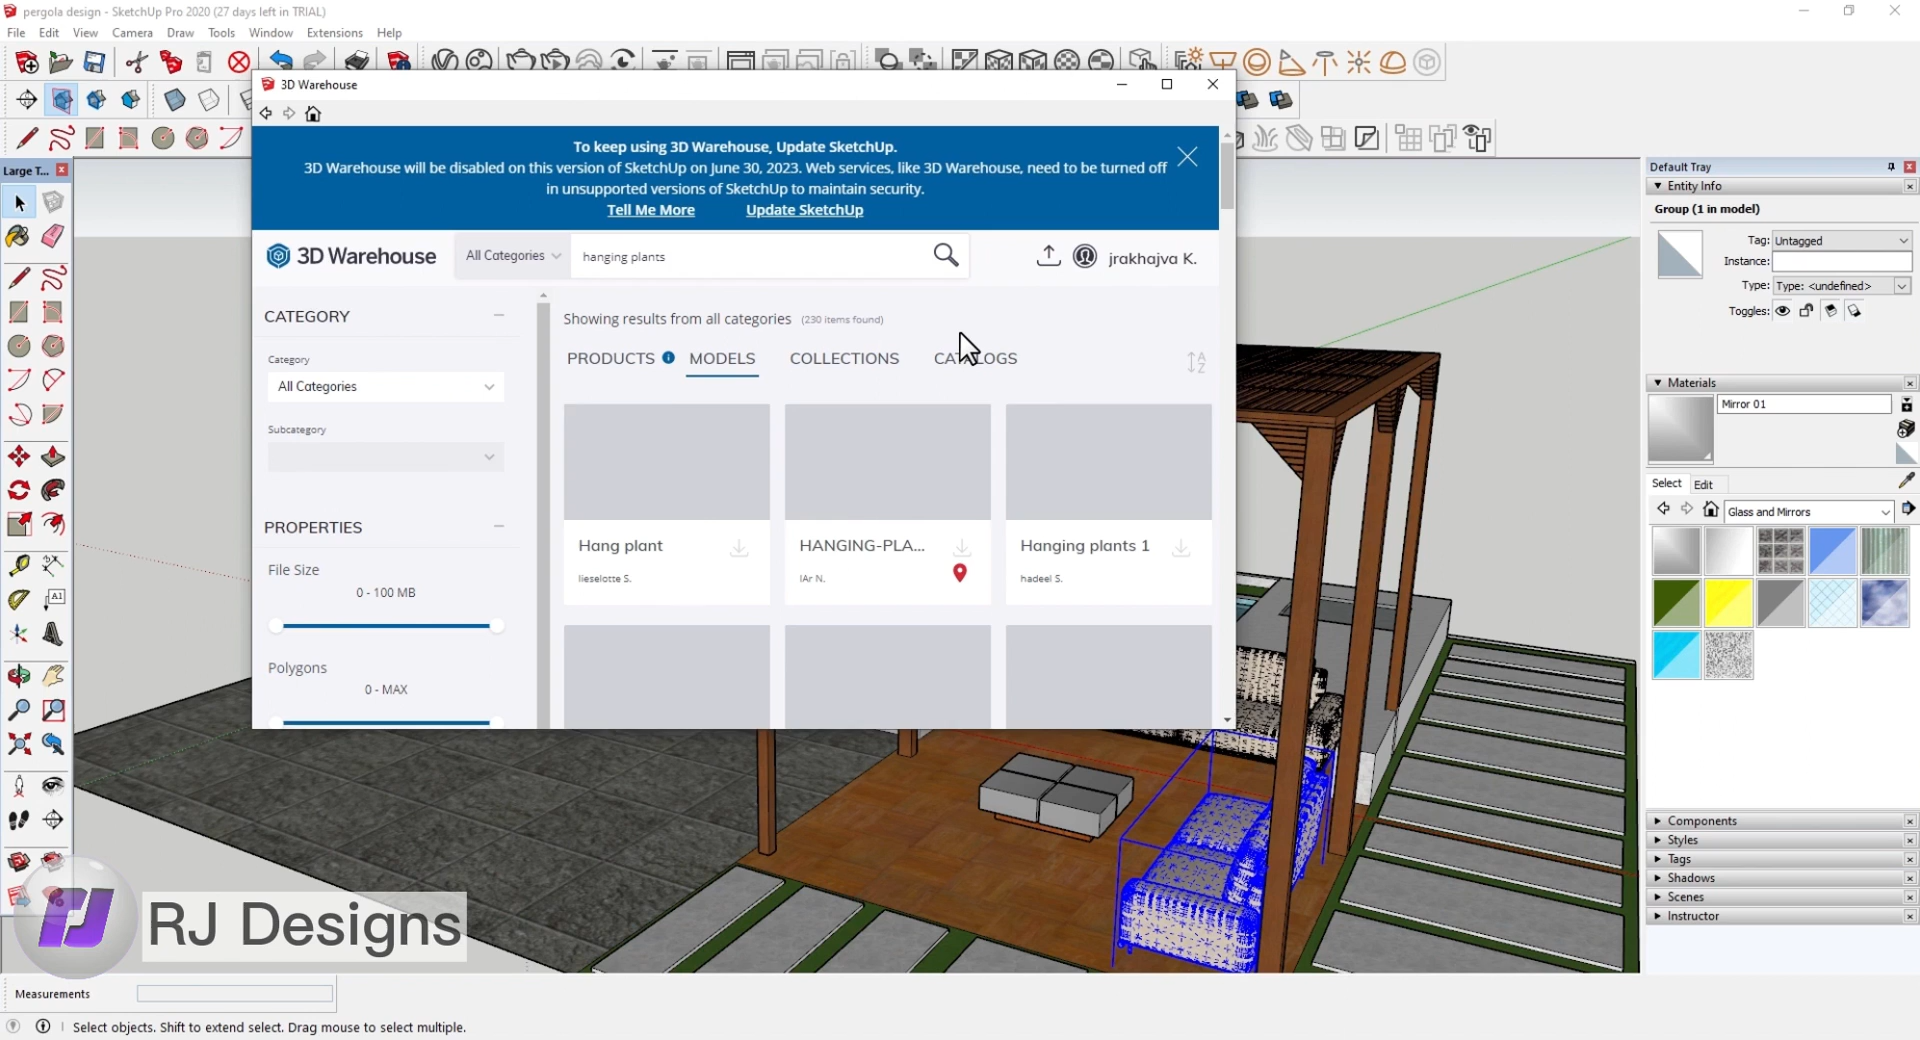 pergola design - SketchUp Pro 2020 (27 days left in TRIAL)
File Edit View Camera Draw Tools Window Extensions Help
3D Warehouse
To keep using 3D Warehouse, Update SketchUp.
3D Warehouse will be disabled on this version of SketchUp on June 30, 2023. Web services, like 3D Warehouse, need to be turned off
in unsupported versions of SketchUp to maintain security.
Tell Me More Update SketchUp
3D Warehouse All Categories hanging plants jrakhajva K.
CATEGORY
Category
All Categories
Subcategory
PROPERTIES
File Size
0 - 100 MB
Polygons
0 - MAX
Showing results from all categories (230 items found)
PRODUCTS MODELS COLLECTIONS CATALOGS
Hang plant
lieselotte S.
HANGING-PLA...
IAr N.
Hanging plants 1
hadeel S.
Large T...
Default Tray
Entity Info
Group (1 in model)
Tag: Untagged
Instance:
Type: Type: <undefined>
Toggles:
Materials
Mirror 01
Select Edit
Glass and Mirrors
Components
Styles
Tags
Shadows
Scenes
Instructor
RJ Designs
Measurements
Select objects. Shift to extend select. Drag mouse to select multiple.